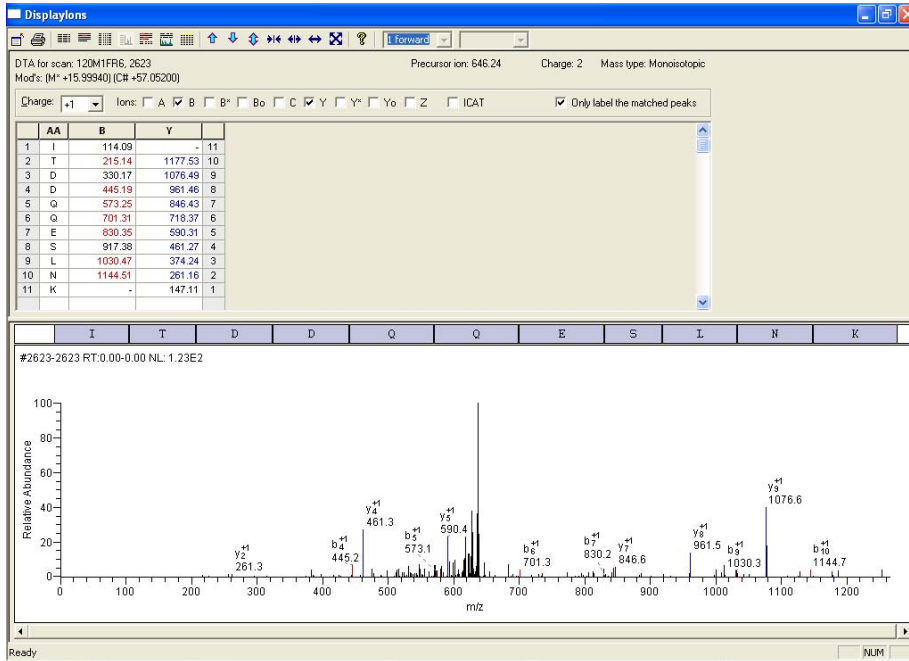 DisplayIons
1 forward
DTA for scan: 120M1FR6, 2623 Precursor ion: 646.24 Charge: 2 Mass type: Monoisotopic
Mod's: (M* +15.99940) (C# +57.05200)
Charge: +1 Ions: A B B* Bo C Y Y* Yo Z ICAT Only label the matched peaks
AA B Y
1 I 114.09 - 11
2 T 215.14 1177.53 10
3 D 330.17 1076.49 9
4 D 445.19 961.46 8
5 Q 573.25 846.43 7
6 Q 701.31 718.37 6
7 E 830.35 590.31 5
8 S 917.38 461.27 4
9 L 1030.47 374.24 3
10 N 1144.51 261.16 2
11 K - 147.11 1
I T D D Q Q E S L N K
#2623-2623 RT:0.00-0.00 NL: 1.23E2
100
80
60
40
20
0
Relative Abundance
y2+1
261.3
b4+1
445.2
y4+1
461.3
b5+1
573.1
y5+1
590.4
b6+1
701.3
b7+1
830.2
y7+1
846.6
y8+1
961.5
b9+1
1030.3
y9+1
1076.6
b10+1
1144.7
0 100 200 300 400 500 600 700 800 900 1000 1100 1200
m/z
Ready NUM